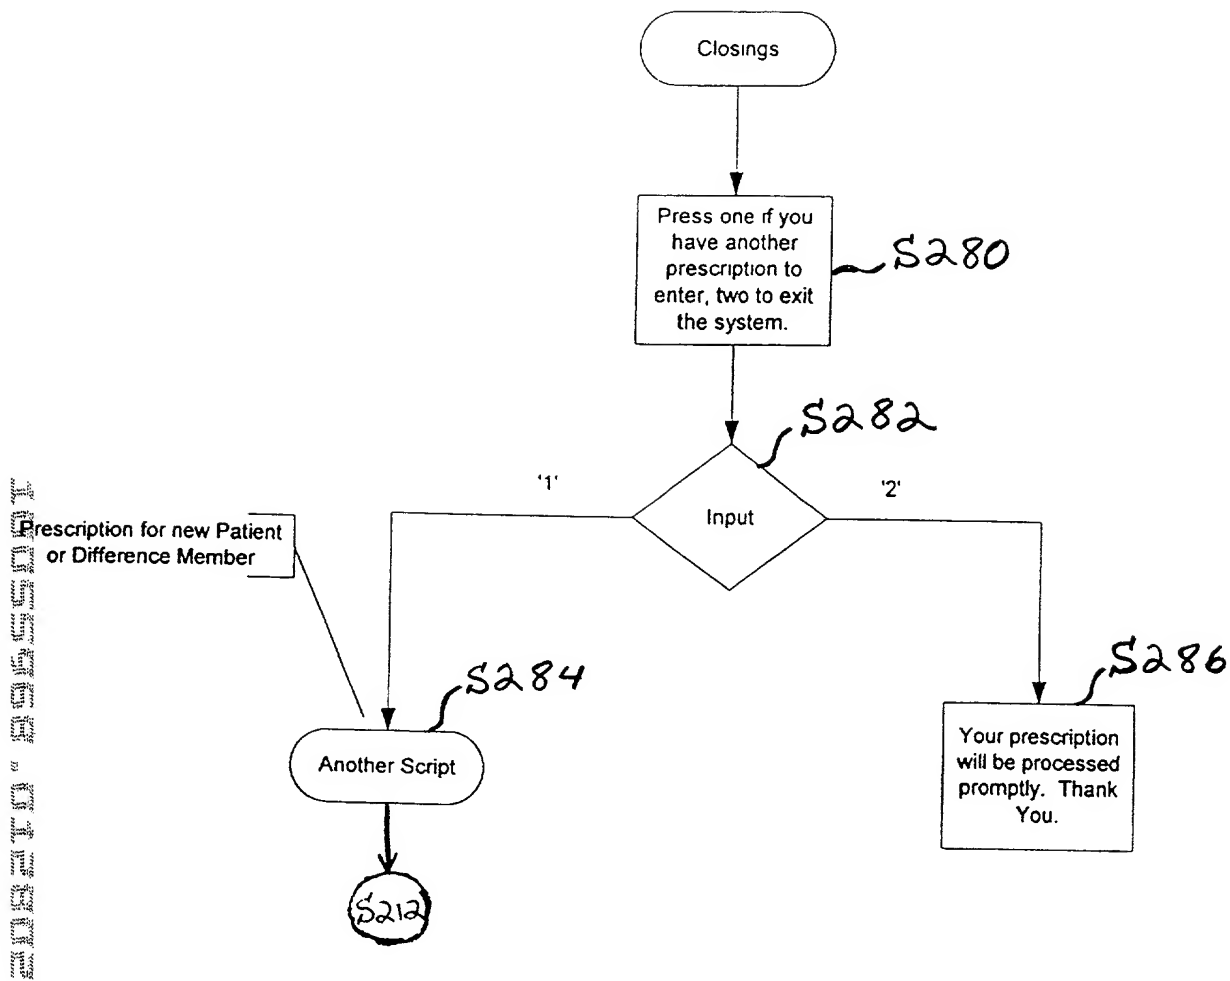 Closings
Press one if you
have another
prescription to
enter, two to exit
the system.
S280
S282
'1'
Input
'2'
Prescription for new Patient
or Difference Member
S284
Another Script
S212
S286
Your prescription
will be processed
promptly. Thank
You.